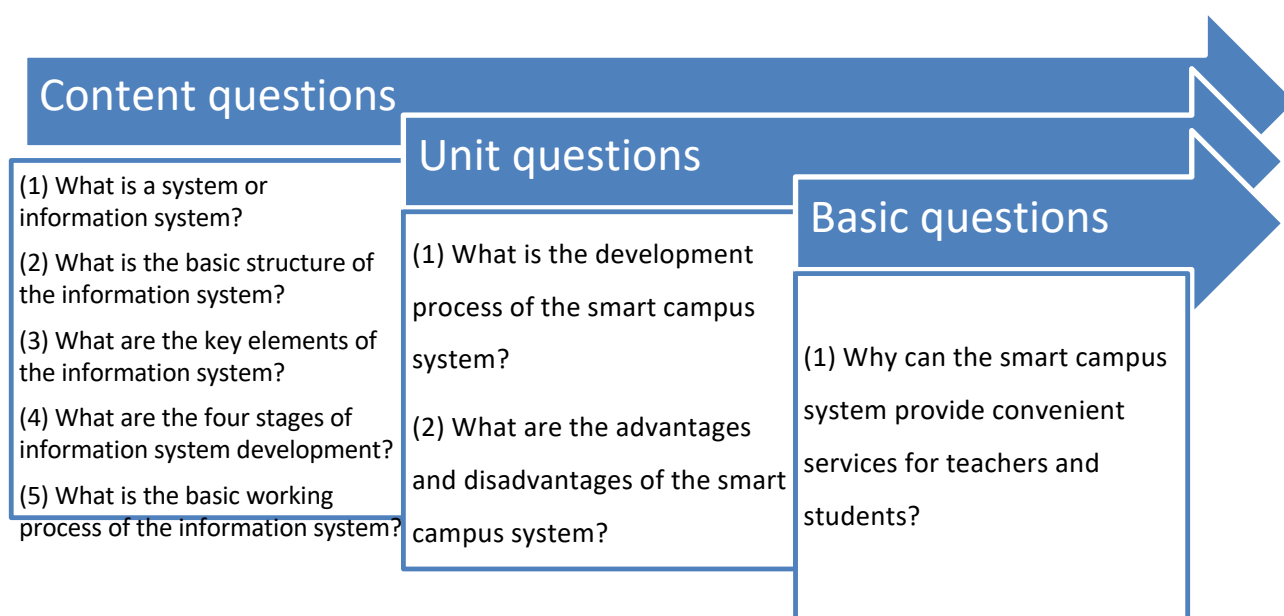 Content questions
(1) What is a system or
information system?
(2) What is the basic structure of
the information system?
(3) What are the key elements of
the information system?
(4) What are the four stages of
information system development?
(5) What is the basic working
process of the information system?
Unit questions
(1) What is the development
process of the smart campus
system?
(2) What are the advantages
and disadvantages of the smart
campus system?
Basic questions
(1) Why can the smart campus
system provide convenient
services for teachers and
students?